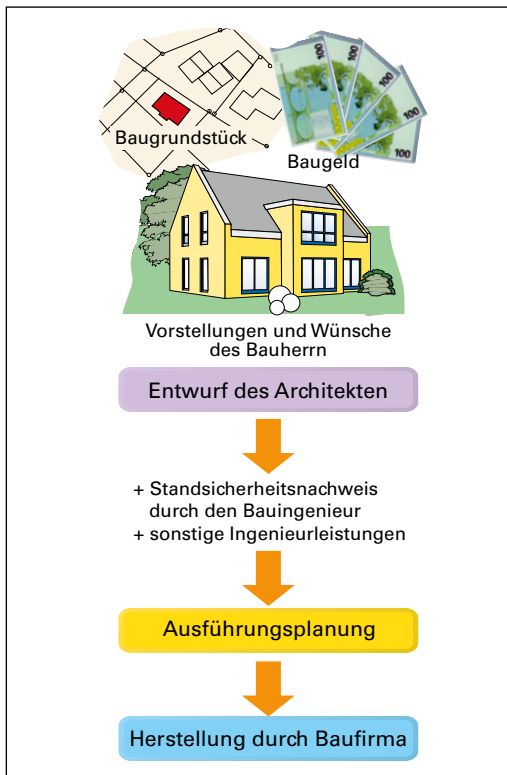 100
100
100
100
100
Baugrundstück
Baugeld
Vorstellungen und Wünsche
des Bauherrn
Entwurf des Architekten
+ Standsicherheitsnachweis
durch den Bauingenieur
+ sonstige Ingenieurleistungen
Ausführungsplanung
Herstellung durch Baufirma